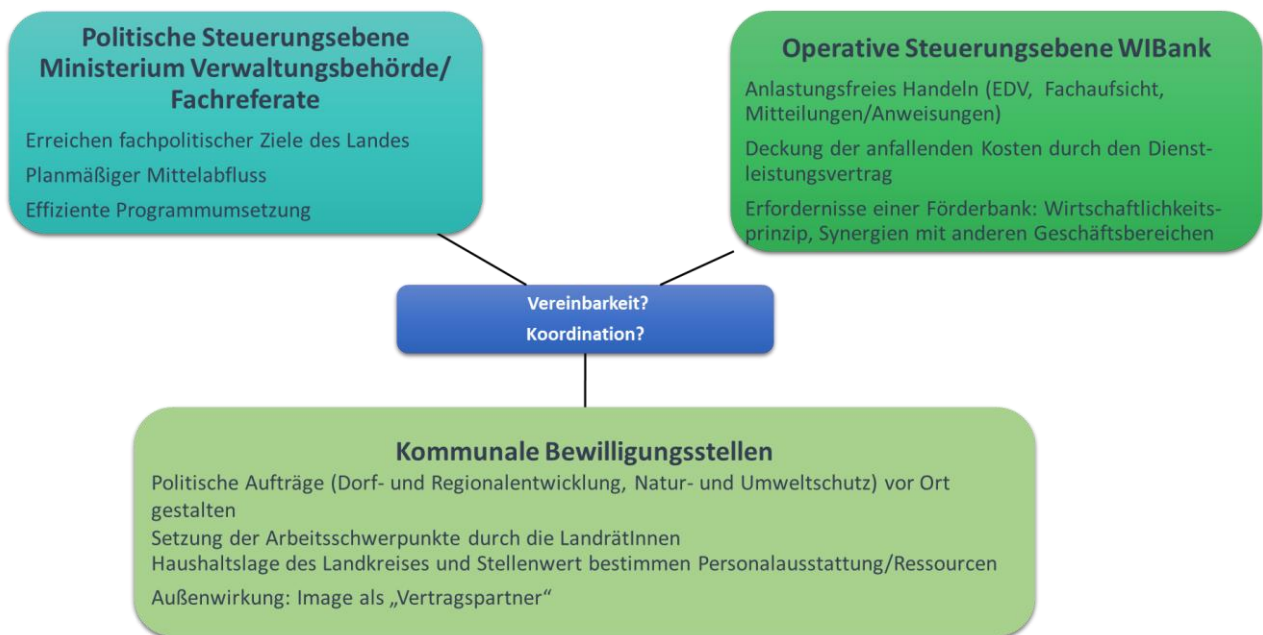 Politische Steuerungsebene
Ministerium Verwaltungsbehörde/
Fachreferate
Erreichen fachpolitischer Ziele des Landes
Planmäßiger Mittelabfluss
Effiziente Programmumsetzung
Operative Steuerungsebene WIBank
Anlastungsfreies Handeln (EDV, Fachaufsicht,
Mitteilungen/Anweisungen)
Deckung der anfallenden Kosten durch den Dienst-
leistungsvertrag
Erfordernisse einer Förderbank: Wirtschaftlichkeits-
prinzip, Synergien mit anderen Geschäftsbereichen
Vereinbarkeit?
Koordination?
Kommunale Bewilligungsstellen
Politische Aufträge (Dorf- und Regionalentwicklung, Natur- und Umweltschutz) vor Ort
gestalten
Setzung der Arbeitsschwerpunkte durch die LandrätInnen
Haushaltslage des Landkreises und Stellenwert bestimmen Personalausstattung/Ressourcen
Außenwirkung: Image als „Vertragspartner“